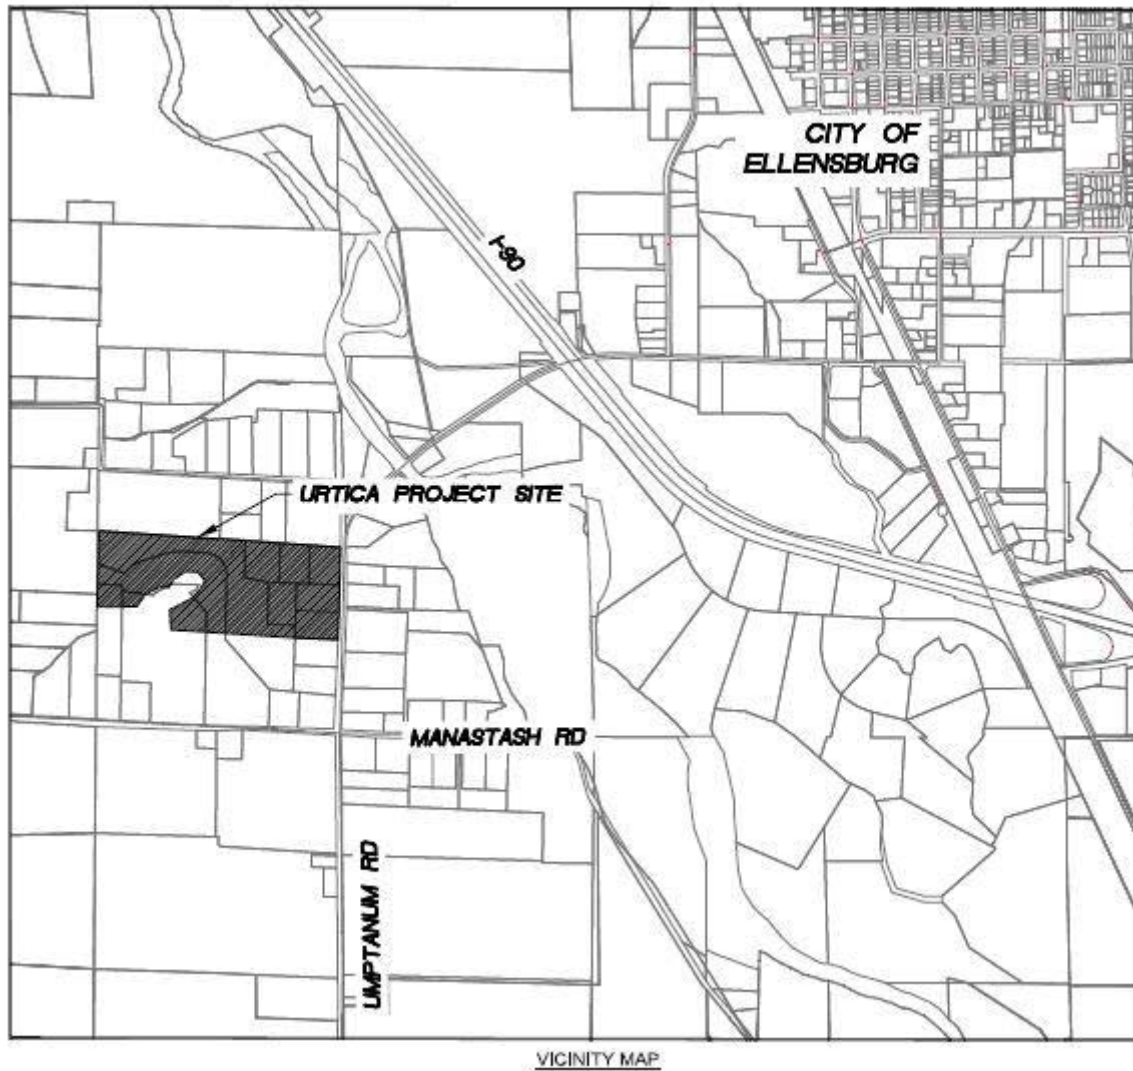 CITY OF
ELLENSBURG
I-90
URTICA PROJECT SITE
MANASTASH RD
UMPTANUM RD
VICINITY MAP